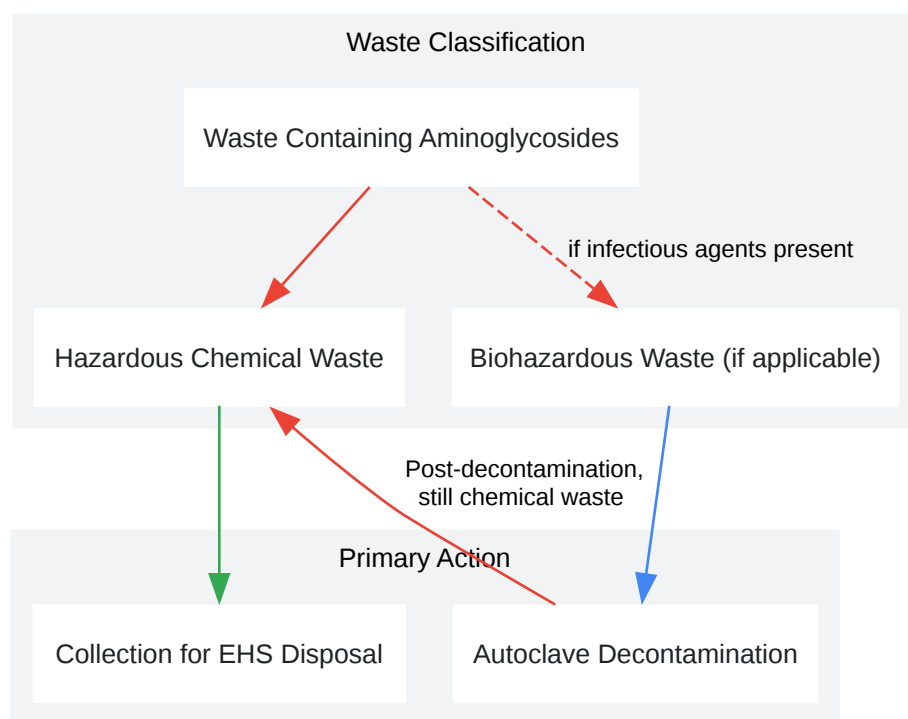 Waste Classification
Waste Containing Aminoglycosides
if infectious agents present
Hazardous Chemical Waste
Biohazardous Waste (if applicable)
Post-decontamination,
still chemical waste
Primary Action
Collection for EHS Disposal
Autoclave Decontamination